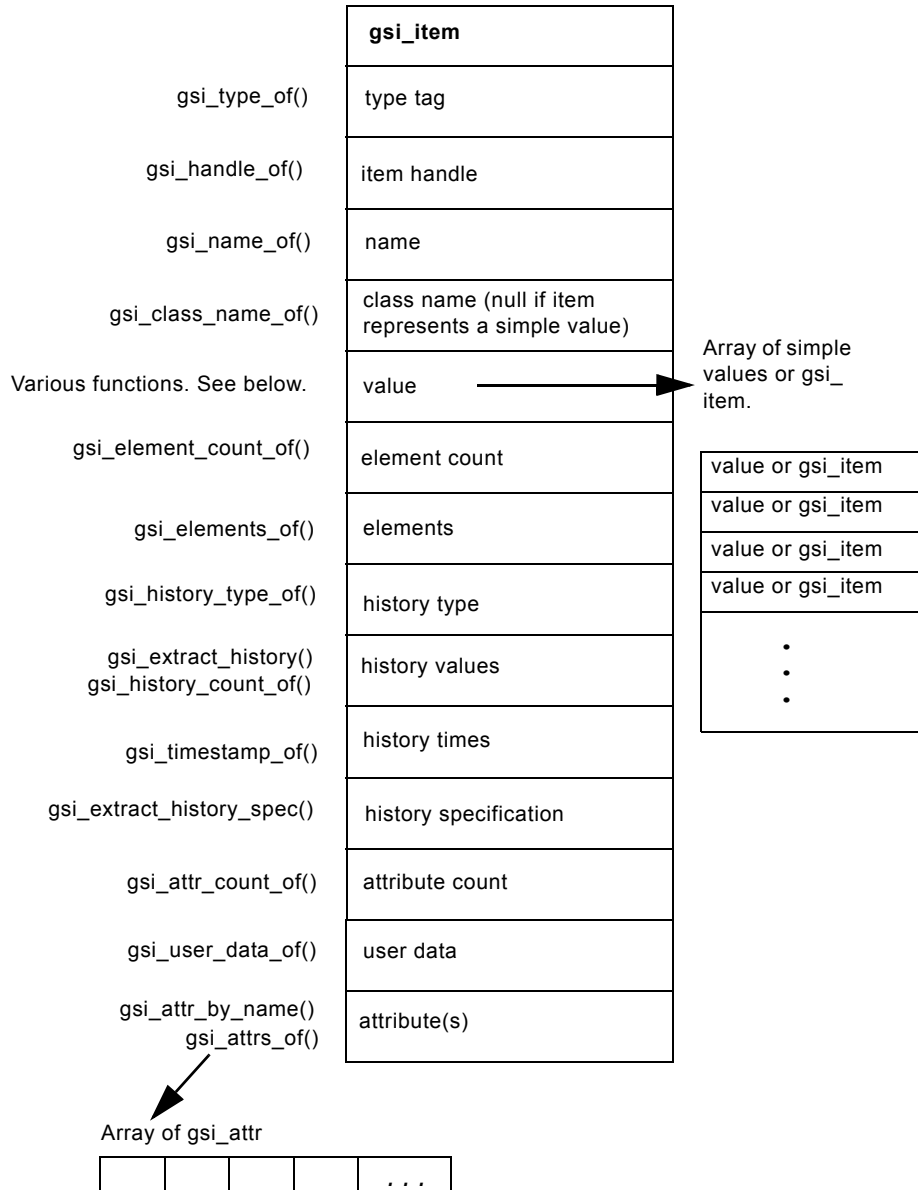 gsi_item
gsi_type_of()
type tag
gsi_handle_of()
item handle
gsi_name_of()
name
gsi_class_name_of()
class name (null if item
represents a simple value)
Various functions. See below.
value
Array of simple
values or gsi_
item.
gsi_element_count_of()
element count
value or gsi_item
value or gsi_item
value or gsi_item
value or gsi_item
.
.
.
gsi_elements_of()
elements
gsi_history_type_of()
history type
gsi_extract_history()
gsi_history_count_of()
history values
gsi_timestamp_of()
history times
gsi_extract_history_spec()
history specification
gsi_attr_count_of()
attribute count
gsi_user_data_of()
user data
gsi_attr_by_name()
gsi_attrs_of()
attribute(s)
Array of gsi_attr
. . .